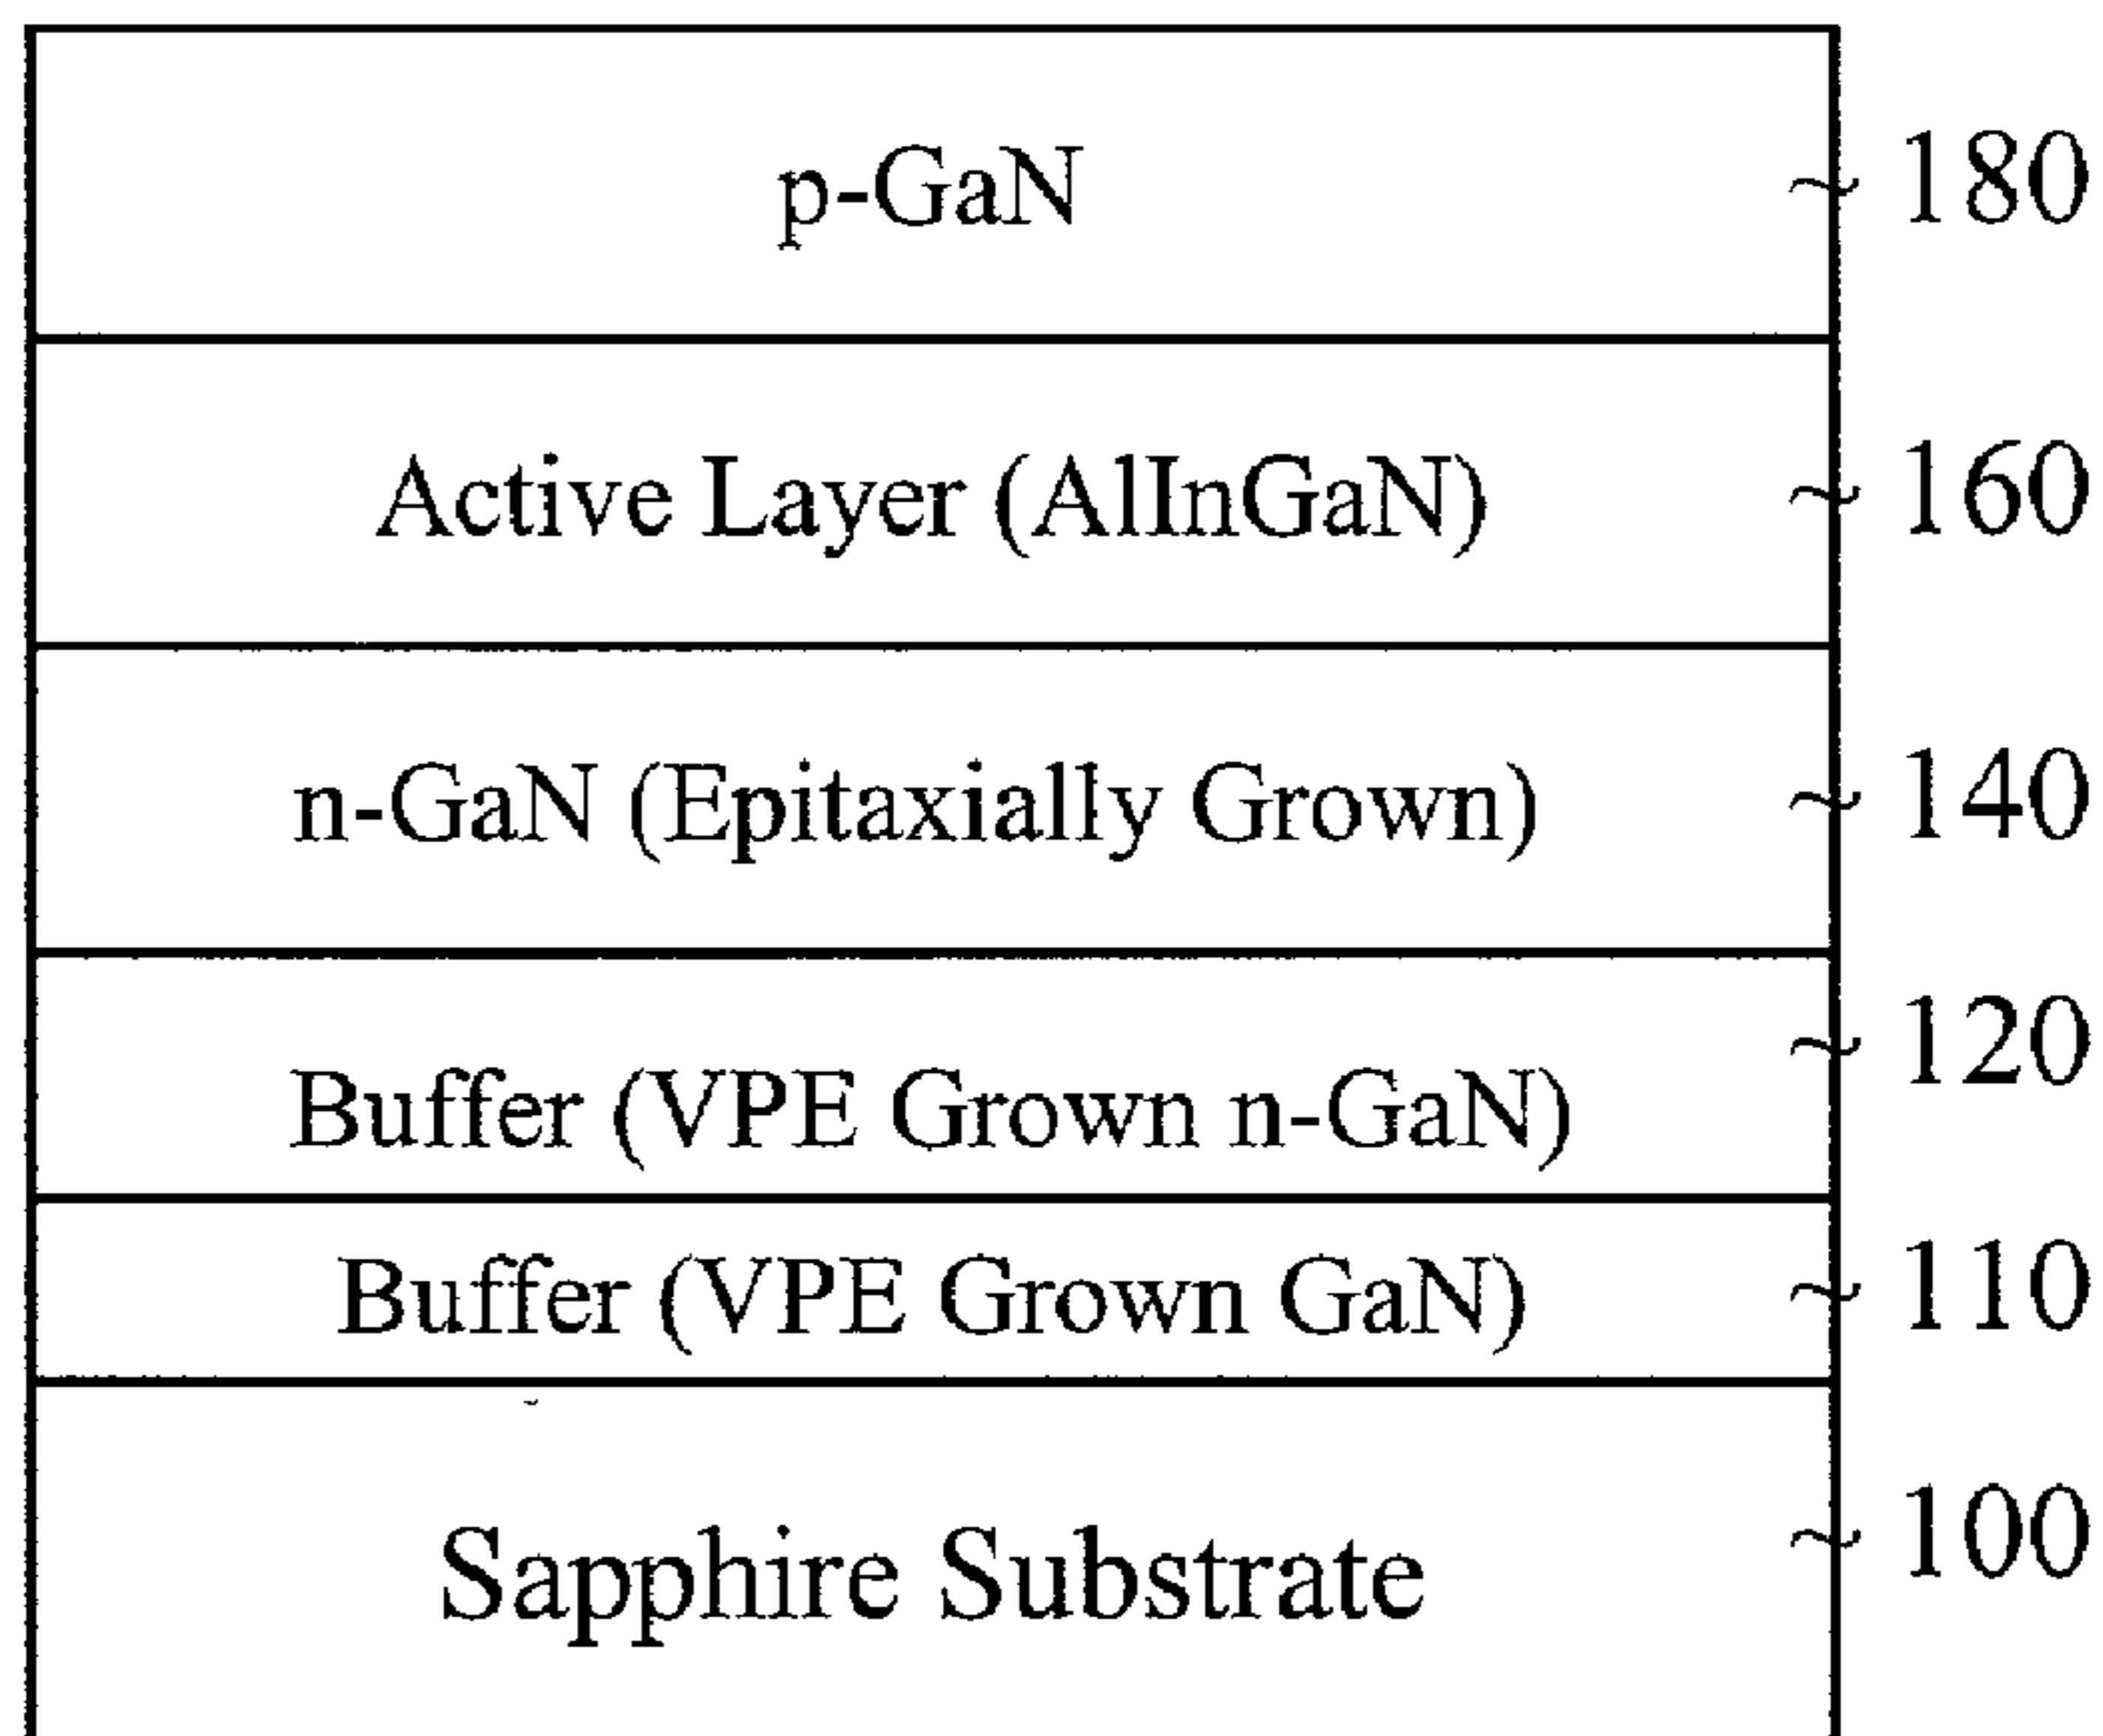 p-GaN ~ 180
Active Layer (AlInGaN) ~ 160
n-GaN (Epitaxially Grown) ~ 140
Buffer (VPE Grown n-GaN) ~ 120
Buffer (VPE Grown GaN) ~ 110
Sapphire Substrate ~ 100